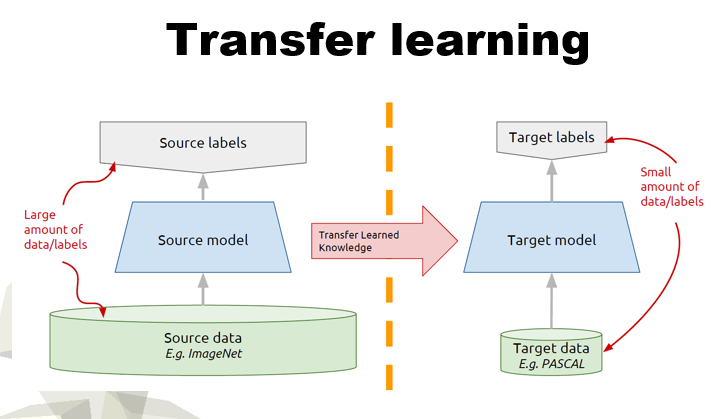 Transfer learning
Source labels
Large
amount of
data/labels
Source model
Source data
E.g. ImageNet
Transfer Learned
Knowledge
Target labels
Small
amount of
data/labels
Target model
Target data
E.g. PASCAL